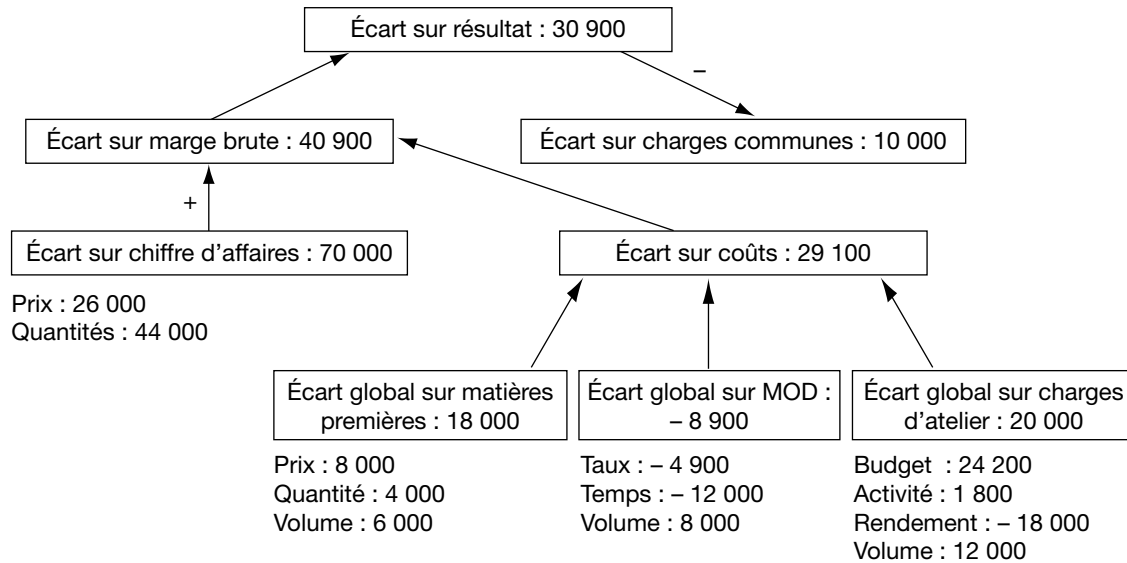 Écart sur résultat : 30 900
–
Écart sur marge brute : 40 900
Écart sur charges communes : 10 000
+
Écart sur chiffre d'affaires : 70 000
Prix : 26 000
Quantités : 44 000
Écart sur coûts : 29 100
Écart global sur matières
premières : 18 000
Prix : 8 000
Quantité : 4 000
Volume : 6 000
Écart global sur MOD :
– 8 900
Taux : – 4 900
Temps : – 12 000
Volume : 8 000
Écart global sur charges
d'atelier : 20 000
Budget : 24 200
Activité : 1 800
Rendement : – 18 000
Volume : 12 000